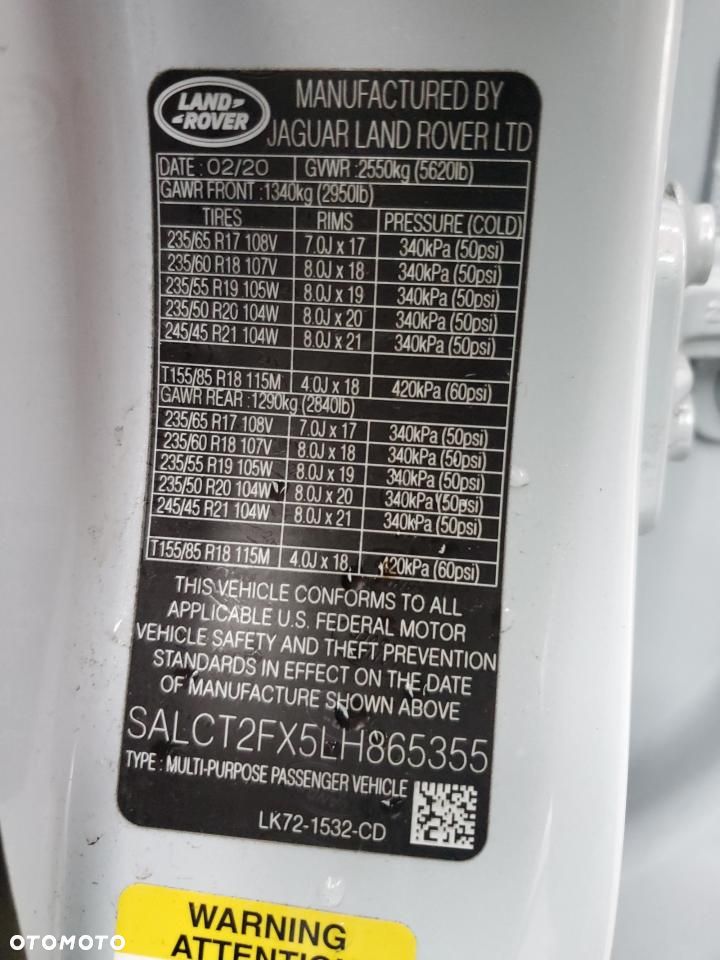 LAND ROVER
MANUFACTURED BY
JAGUAR LAND ROVER LTD
DATE : 02/20 GVWR :2550kg (5620lb)
GAWR FRONT :1340kg (2950lb)
TIRES RIMS PRESSURE (COLD)
235/65 R17 108V 7.0J x 17 340kPa (50psi)
235/60 R18 107V 8.0J x 18 340kPa (50psi)
235/55 R19 105W 8.0J x 19 340kPa (50psi)
235/50 R20 104W 8.0J x 20 340kPa (50psi)
245/45 R21 104W 8.0J x 21 340kPa (50psi)
T155/85 R18 115M 4.0J x 18 420kPa (60psi)
GAWR REAR :1290kg (2840lb)
235/65 R17 108V 7.0J x 17 340kPa (50psi)
235/60 R18 107V 8.0J x 18 340kPa (50psi)
235/55 R19 105W 8.0J x 19 340kPa (50psi)
235/50 R20 104W 8.0J x 20 340kPa (50psi)
245/45 R21 104W 8.0J x 21 340kPa (50psi)
T155/85 R18 115M 4.0J x 18 420kPa (60psi)
THIS VEHICLE CONFORMS TO ALL
APPLICABLE U.S. FEDERAL MOTOR
VEHICLE SAFETY AND THEFT PREVENTION
STANDARDS IN EFFECT ON THE DATE
OF MANUFACTURE SHOWN ABOVE
SALCT2FX5LH865355
TYPE : MULTI-PURPOSE PASSENGER VEHICLE
LK72-1532-CD
WARNING
ATTENTION
OTOMOTO